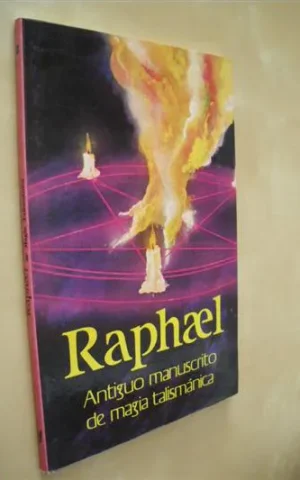 Raphæl
Antiguo manuscrito
de magia talismánica